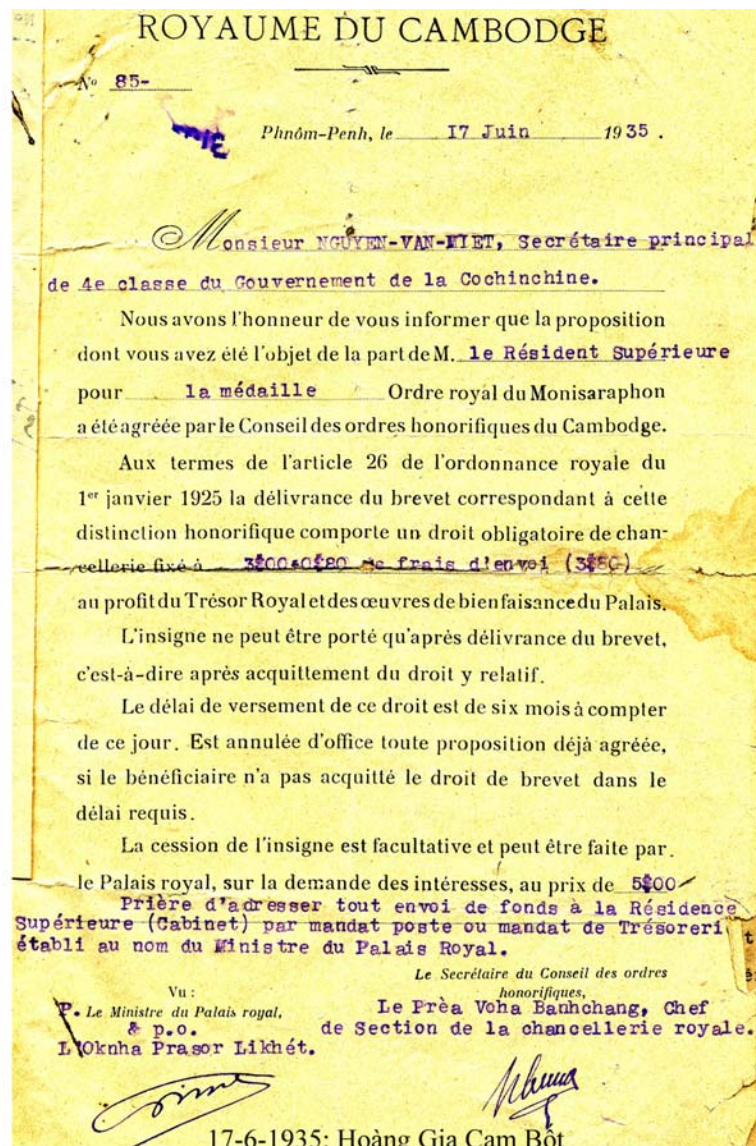 ROYAUME DU CAMBODGE
N° 85-
Phnôm-Penh, le 17 Juin 1935.
Monsieur NGUYEN-VAN-MIET, Secrétaire principal
de 4e classe du Gouvernement de la Cochinchine.
Nous avons l'honneur de vous informer que la proposition
dont vous avez été l'objet de la part de M. le Résident Supérieure
pour la médaille Ordre royal du Monisaraphon
a été agréée par le Conseil des ordres honorifiques du Cambodge.
Aux termes de l'article 26 de l'ordonnance royale du
1er janvier 1925 la délivrance du brevet correspondant à cette
distinction honorifique comporte un droit obligatoire de chan-
cellerie fixé à 3$00+0$80 de frais d'envoi (3$80)
au profit du Trésor Royal et des œuvres de bienfaisance du Palais.
L'insigne ne peut être porté qu'après délivrance du brevet,
c'est-à-dire après acquittement du droit y relatif.
Le délai de versement de ce droit est de six mois à compter
de ce jour. Est annulée d'office toute proposition déjà agréée,
si le bénéficiaire n'a pas acquitté le droit de brevet dans le
délai requis.
La cession de l'insigne est facultative et peut être faite par
le Palais royal, sur la demande des intéresses, au prix de 5$00
Prière d'adresser tout envoi de fonds à la Résidence
Supérieure (Cabinet) par mandat poste ou mandat de Trésoreri
établi au nom du Ministre du Palais Royal.
Le Secrétaire du Conseil des ordres
honorifiques,
Vu :
P. Le Ministre du Palais royal,
& p.o.
L'Oknha Prasor Likhét.
Le Prèa Voha Banhchang, Chef
de Section de la chancellerie royale.
17-6-1935: Hoàng Gia Cam Bôt